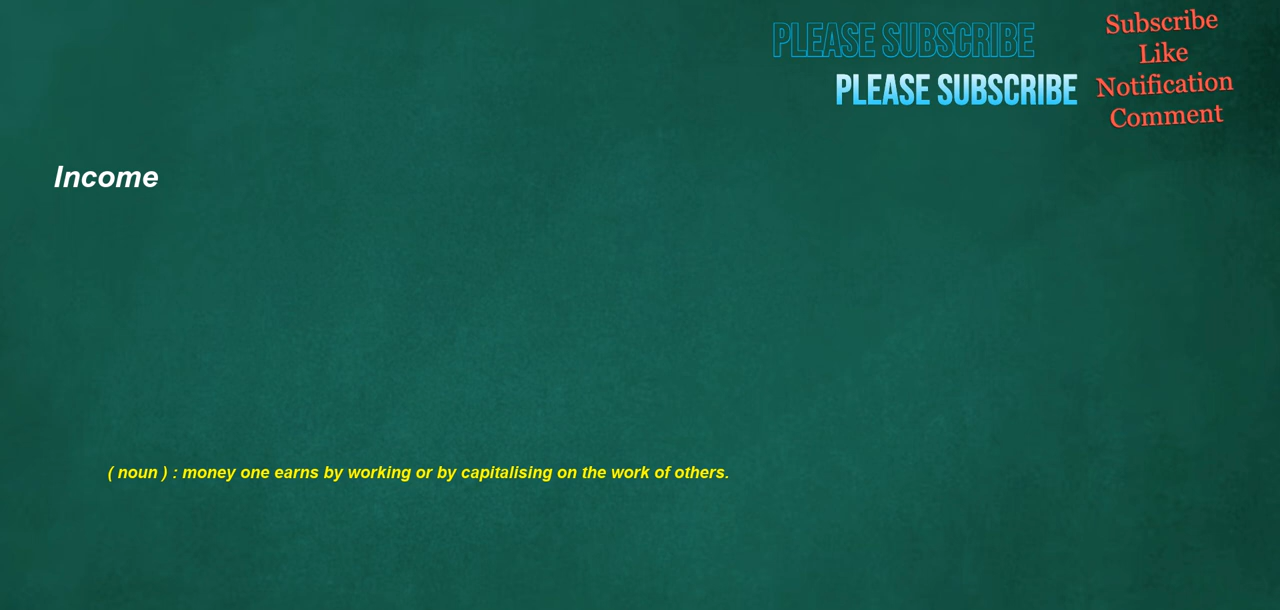 PLEASE SUBSCRIBE
PLEASE SUBSCRIBE
Subscribe
Like
Notification
Comment
Income
( noun ) : money one earns by working or by capitalising on the work of others.